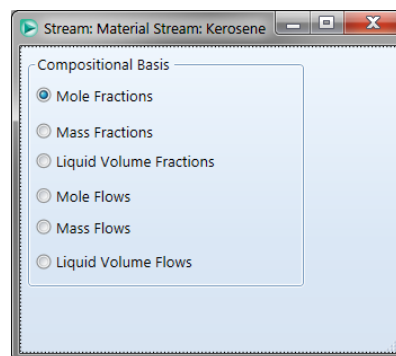 Stream: Material Stream: Kerosene
Compositional Basis
Mole Fractions
Mass Fractions
Liquid Volume Fractions
Mole Flows
Mass Flows
Liquid Volume Flows